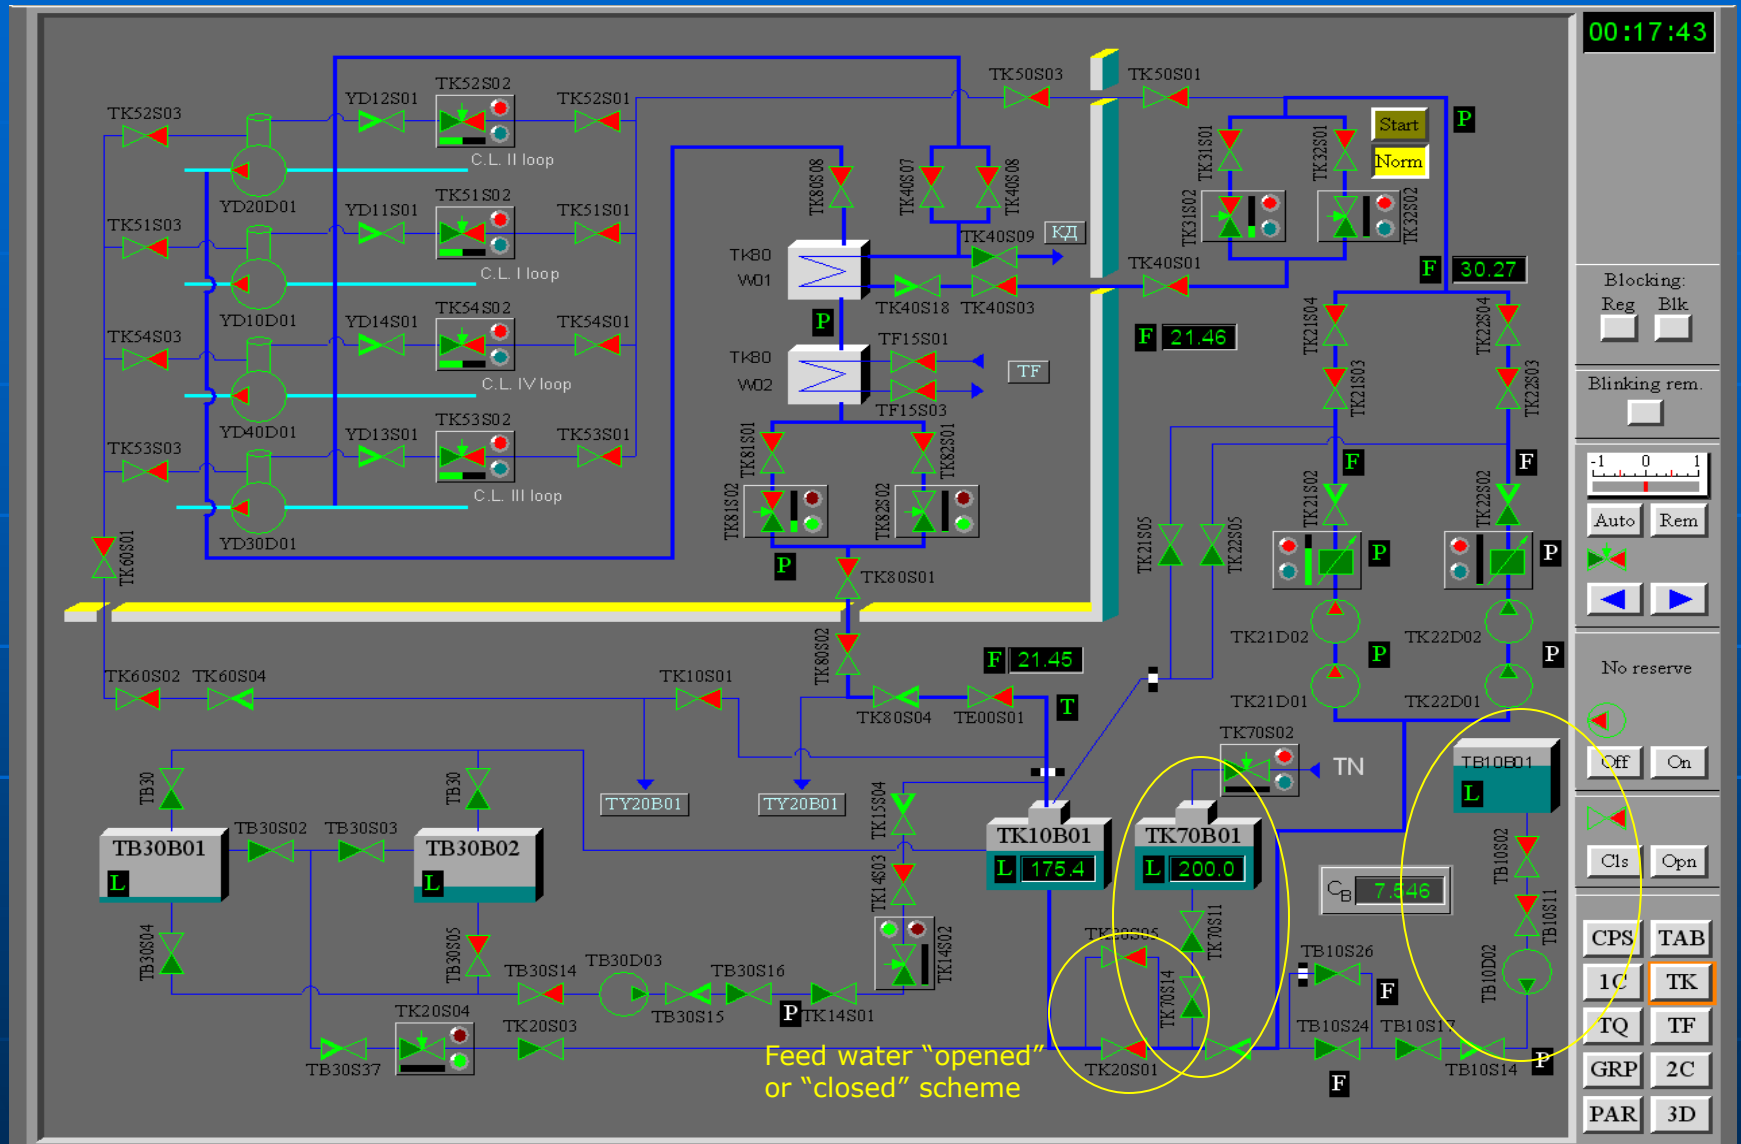 00:17:43
TK50S03
TK50S01
TK52S02
YD12S01
TK52S01
TK52S03
C.L. II loop
Start
P
Norm
TK31S01
TK32S01
TK80S08
TK40S07
TK40S08
YD20D01
TK51S02
YD11S01
TK51S01
TK51S03
TK31S02
TK32S02
TK40S09
КД
TK80
W01
TK40S01
F 30.27
C.L. I loop
TK40S18
TK40S03
YD10D01
TK54S02
YD14S01
TK54S01
TK54S03
P
F 21.46
TK21S04
TK22S04
TF15S01
TK80
W02
TF
C.L. IV loop
TF15S03
TK21S03
TK22S03
YD40D01
TK53S02
YD13S01
TK53S01
TK53S03
TK81S01
TK82S01
F
F
C.L. III loop
TK81S02
TK82S02
TK21S02
TK22S02
YD30D01
TK60S01
P
TK80S01
TK21S05
TK22S05
P
P
TK80S02
TK21D02
TK22D02
P
P
F 21.45
TK60S02
TK60S04
TK10S01
TK80S04
TE00S01
T
TK21D01
TK22D01
TK70S02
TN
TB10B01
L
TB30
TB30
TY20B01
TY20B01
TK15S04
TB30B01
L
TB30S02
TB30S03
TB30B02
L
TK10B01
L 175.4
TK70B01
L 200.0
TB10S02
TK14S03
CB 7.546
TB10S11
TB30S04
TB30S05
TK14S02
TK70S11
TB10S26
TB10D02
TB30S14
TB30D03
TB30S16
TB30S15
P
TK14S01
TK70S14
F
TK20S04
TK20S03
TB10S24
TB10S17
TB30S37
TK20S01
TB10S14
P
F
Feed water “opened”
or “closed” scheme
Blocking:
Reg Blk
Blinking rem.
-1 0 1
Auto Rem
No reserve
Off On
Cls Opn
CPS TAB
1C TK
TQ TF
GRP 2C
PAR 3D